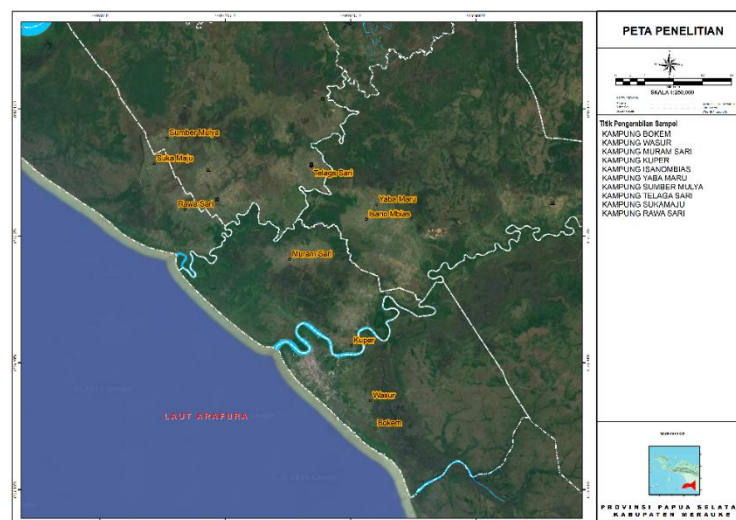 PETA PENELITIAN
SKALA 1:250,000
Titik Pengambilan Sampel
KAMPUNG BOKEM
KAMPUNG WASUR
KAMPUNG MURAM SARI
KAMPUNG KUPER
KAMPUNG ISANOMBIAS
KAMPUNG YABA MARU
KAMPUNG SUMBER MULYA
KAMPUNG TELAGA SARI
KAMPUNG SUKAMAJU
KAMPUNG RAWA SARI
Sumber Mulya
Suka Maju
Telaga Sari
Rawa Sari
Yaba Maru
Isano Mbias
Muram Sari
Kuper
Wasur
Bokem
LAUT ARAFURA
PROVINSI PAPUA SELATA
KABUPATEN MERAUKE